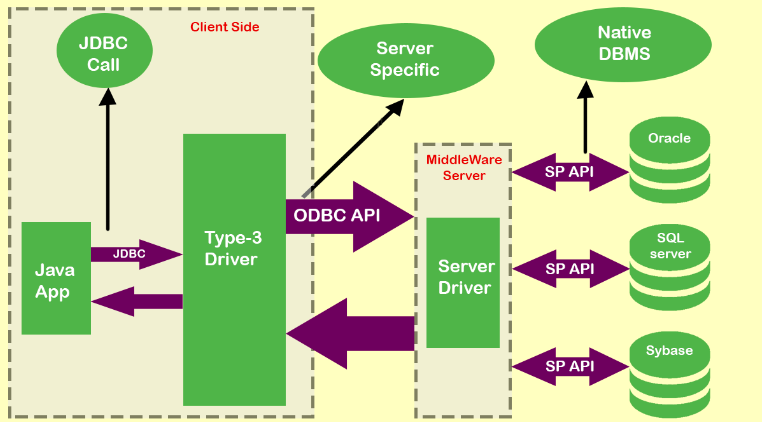 Client Side
JDBC
Call
Server
Specific
Native
DBMS
MiddleWare
Server
Oracle
SP API
ODBC API
Type-3
Driver
JDBC
Java
App
Server
Driver
SQL
server
SP API
Sybase
SP API